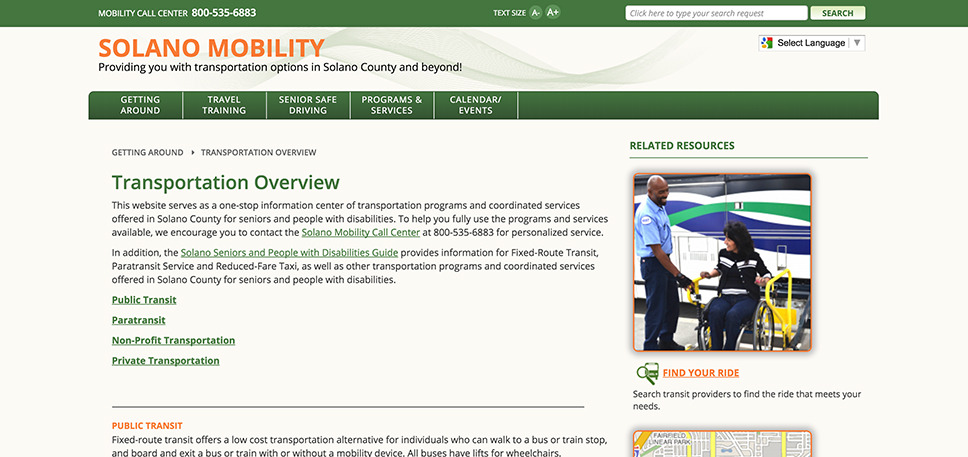 MOBILITY CALL CENTER 800-535-6883
TEXT SIZE A- A+
Click here to type your search request
SEARCH
SOLANO MOBILITY
Providing you with transportation options in Solano County and beyond!
Select Language ▼
GETTING AROUND
TRAVEL TRAINING
SENIOR SAFE DRIVING
PROGRAMS & SERVICES
CALENDAR/ EVENTS
GETTING AROUND ▸ TRANSPORTATION OVERVIEW
Transportation Overview
This website serves as a one-stop information center of transportation programs and coordinated services
offered in Solano County for seniors and people with disabilities. To help you fully use the programs and services
available, we encourage you to contact the Solano Mobility Call Center at 800-535-6883 for personalized service.
In addition, the Solano Seniors and People with Disabilities Guide provides information for Fixed-Route Transit,
Paratransit Service and Reduced-Fare Taxi, as well as other transportation programs and coordinated services
offered in Solano County for seniors and people with disabilities.
Public Transit
Paratransit
Non-Profit Transportation
Private Transportation
PUBLIC TRANSIT
Fixed-route transit offers a low cost transportation alternative for individuals who can walk to a bus or train stop,
and board and exit a bus or train with or without a mobility device. All buses have lifts for wheelchairs.
RELATED RESOURCES
FIND YOUR RIDE
Search transit providers to find the ride that meets your
needs.
FAIRFIELD
LINEAR PARK